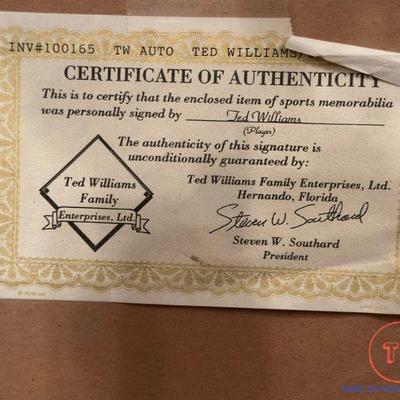 INV#100165 TW AUTO TED WILLIAMS/
CERTIFICATE OF AUTHENTICITY
This is to certify that the enclosed item of sports memorabilia
was personally signed by Ted Williams
(Player)
The authenticity of this signature is
unconditionally guaranteed by:
Ted Williams
Family
Enterprises, Ltd.
Ted Williams Family Enterprises, Ltd.
Hernando, Florida
Steven W. Southard
Steven W. Southard
President